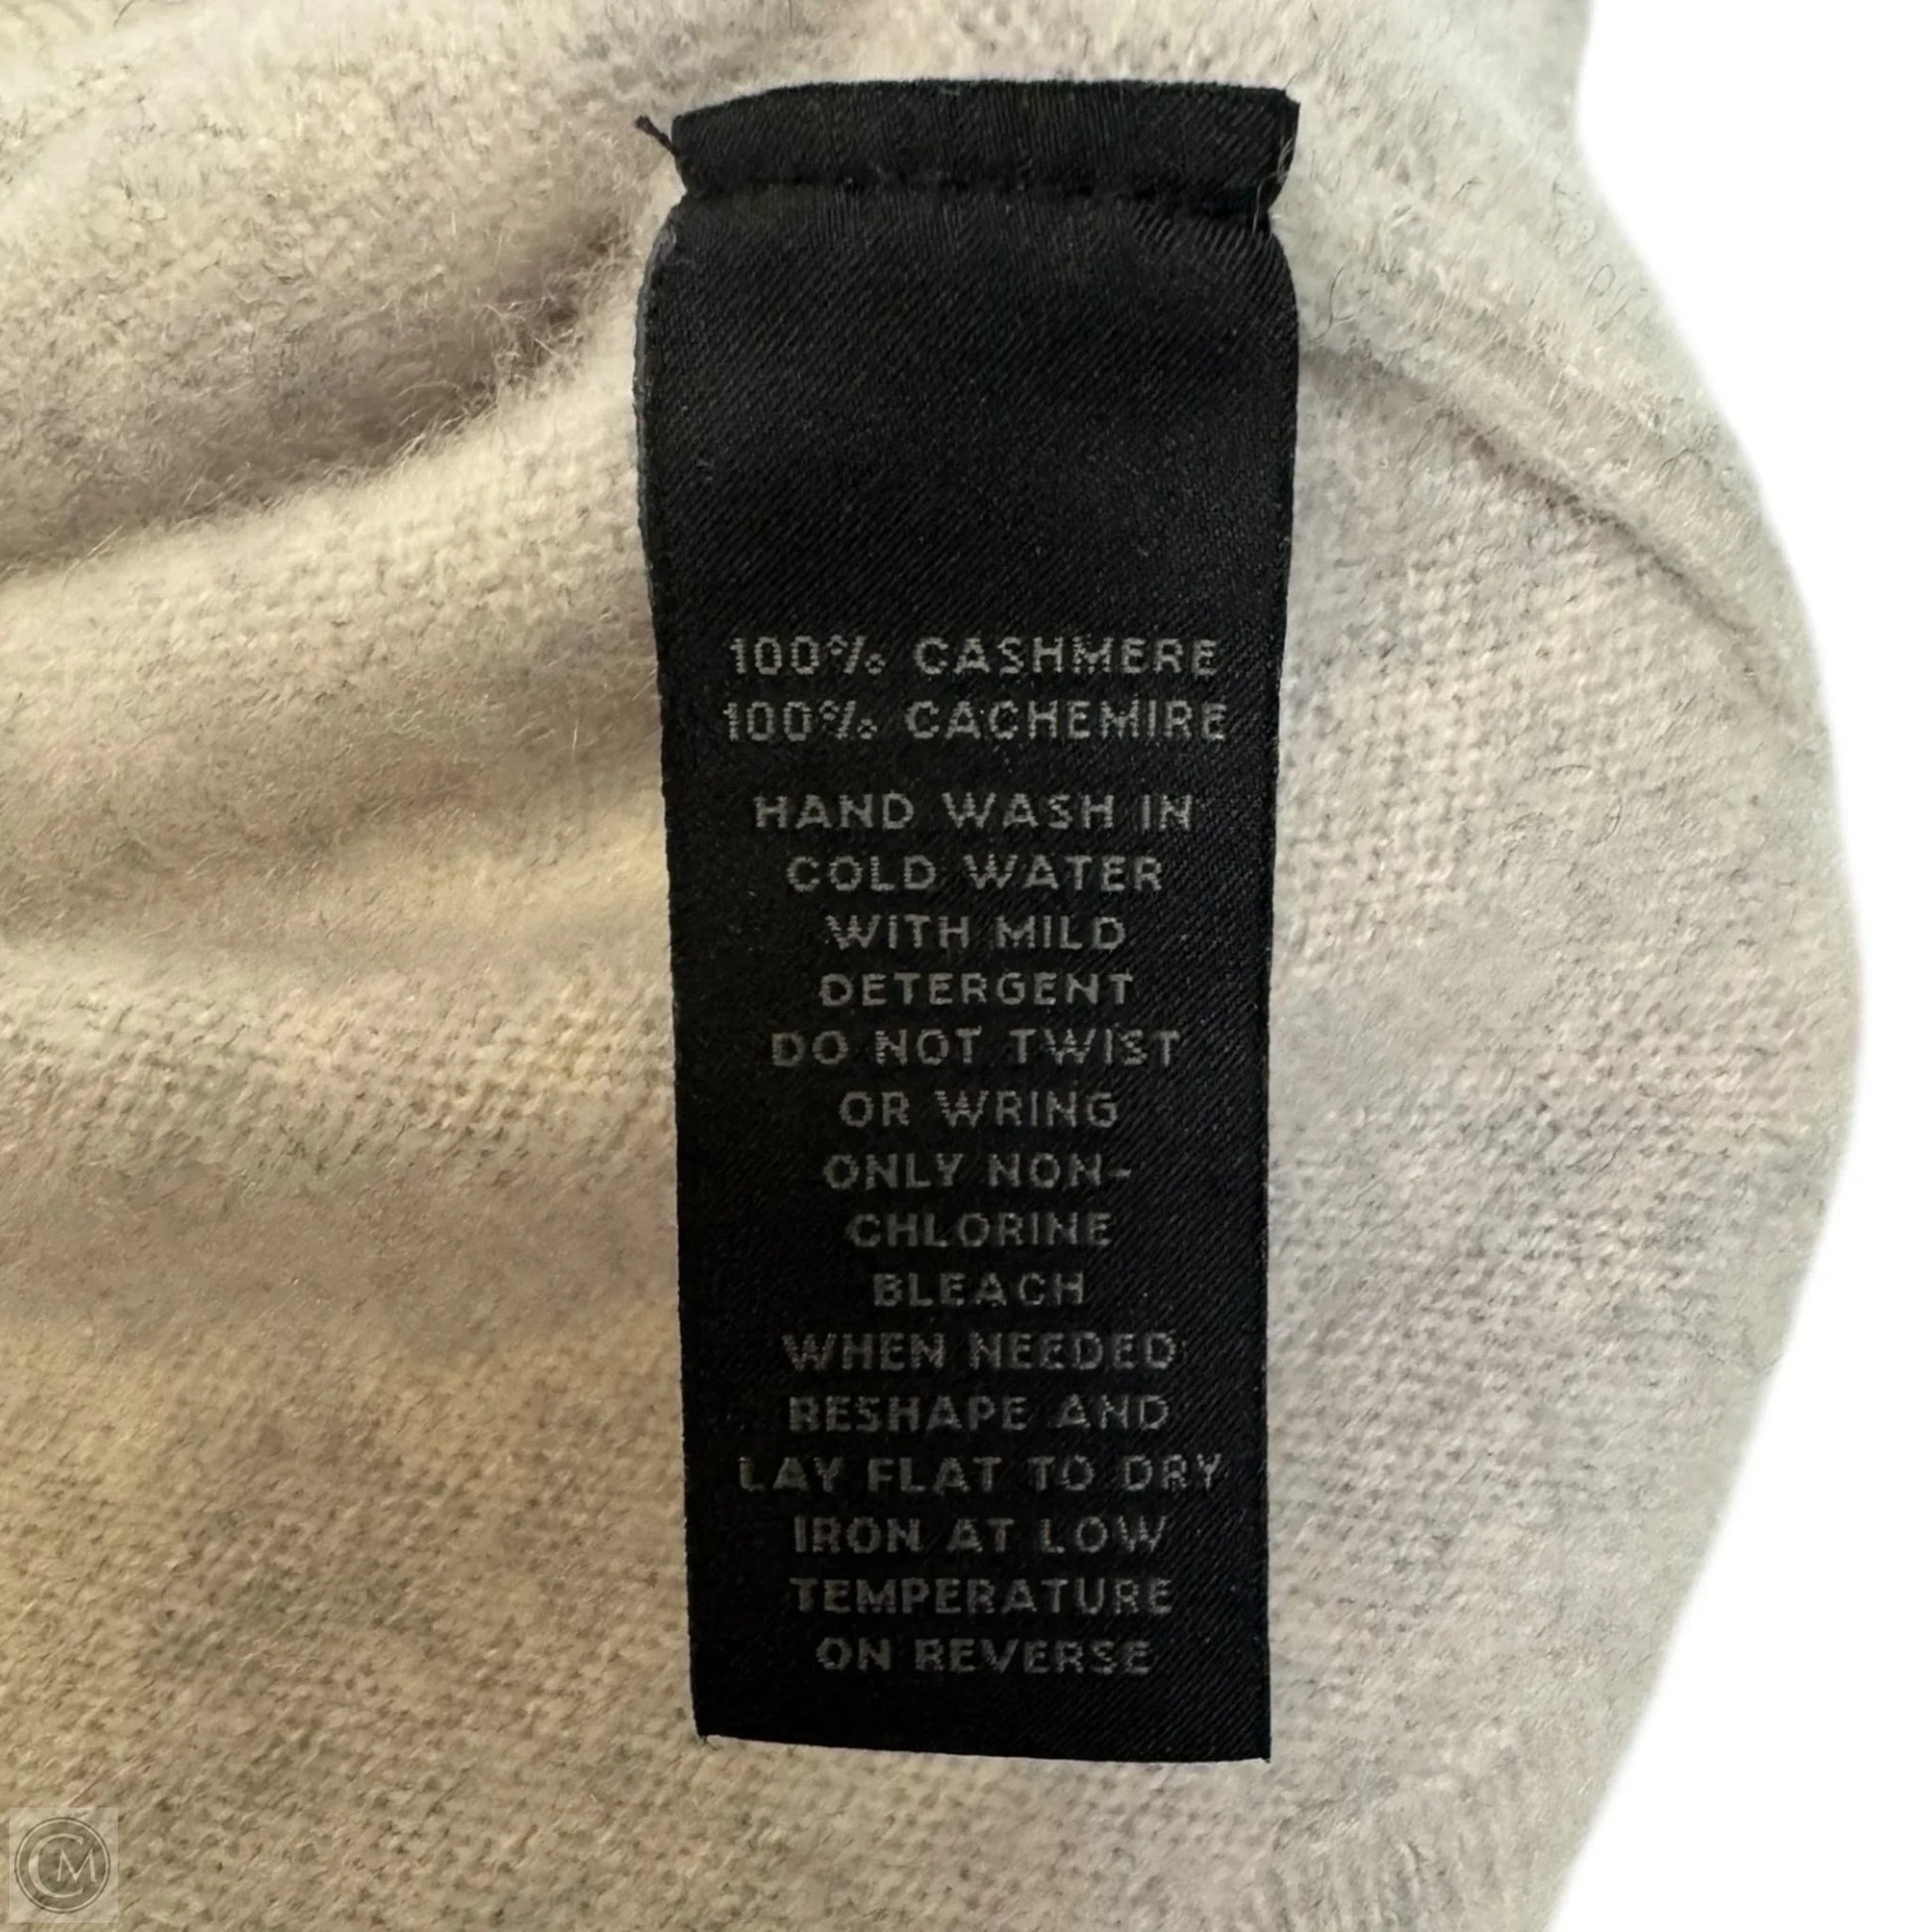 100% CASHMERE
100% CACHEMIRE
HAND WASH IN
COLD WATER
WITH MILD
DETERGENT
DO NOT TWIST
OR WRING
ONLY NON-
CHLORINE
BLEACH
WHEN NEEDED
RESHAPE AND
LAY FLAT TO DRY
IRON AT LOW
TEMPERATURE
ON REVERSE
CM